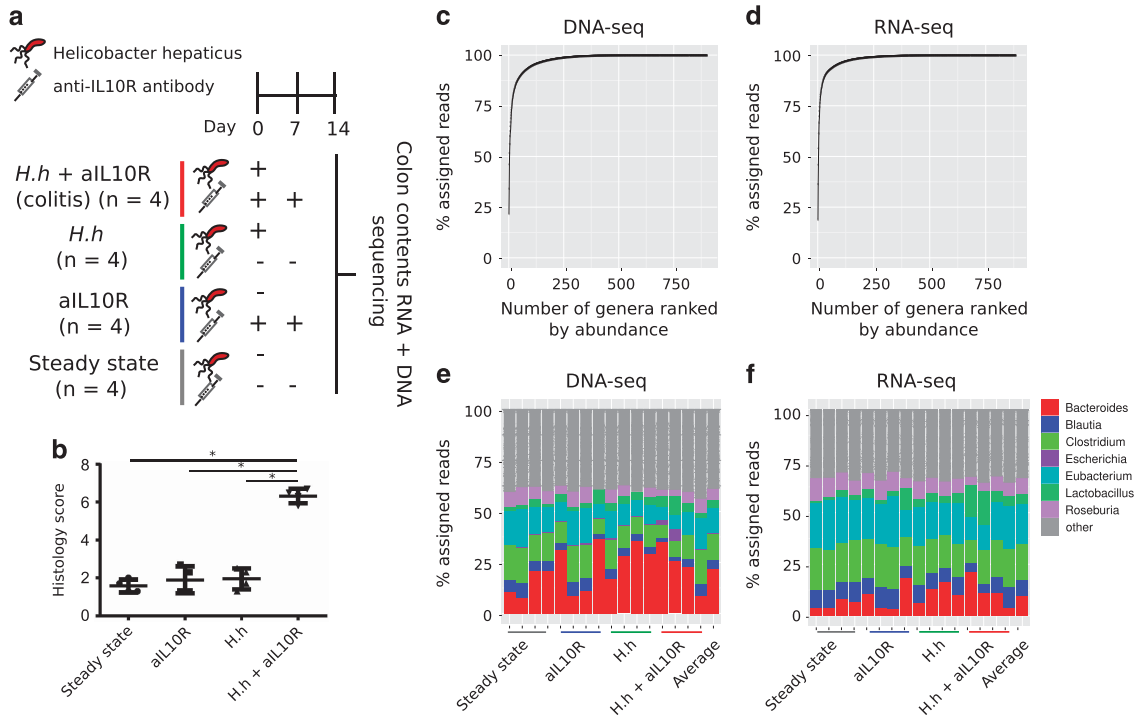 a
Helicobacter hepaticus
anti-IL10R antibody
Day 0 7 14
H.h + aIL10R
(colitis) (n = 4)
+
+ +
H.h
(n = 4)
+
- -
aIL10R
(n = 4)
-
+ +
Steady state
(n = 4)
-
- -
Colon contents RNA + DNA
sequencing
b
Histology score
8
6
4
2
0
*
*
*
Steady state
aIL10R
H.h
H.h + aIL10R
c
DNA-seq
% assigned reads
100
75
50
25
0
0 250 500 750
Number of genera ranked
by abundance
d
RNA-seq
% assigned reads
100
75
50
25
0
0 250 500 750
Number of genera ranked
by abundance
e
DNA-seq
% assigned reads
100
75
50
25
0
Steady state
aIL10R
H.h
H.h + aIL10R
Average
f
RNA-seq
% assigned reads
100
75
50
25
0
Steady state
aIL10R
H.h
H.h + aIL10R
Average
Bacteroides
Blautia
Clostridium
Escherichia
Eubacterium
Lactobacillus
Roseburia
other